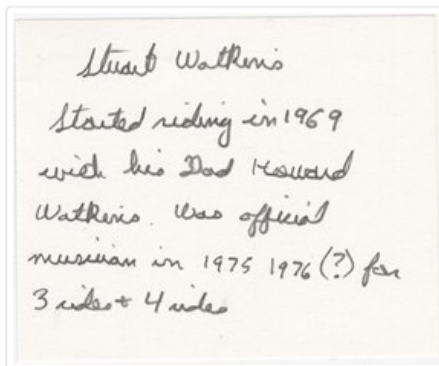 Stuart Watkins
Started riding in 1969
with his Dad Howard
Watkins. Was official
musician in 1975 1976 (?) for
3 rides + 4 rides